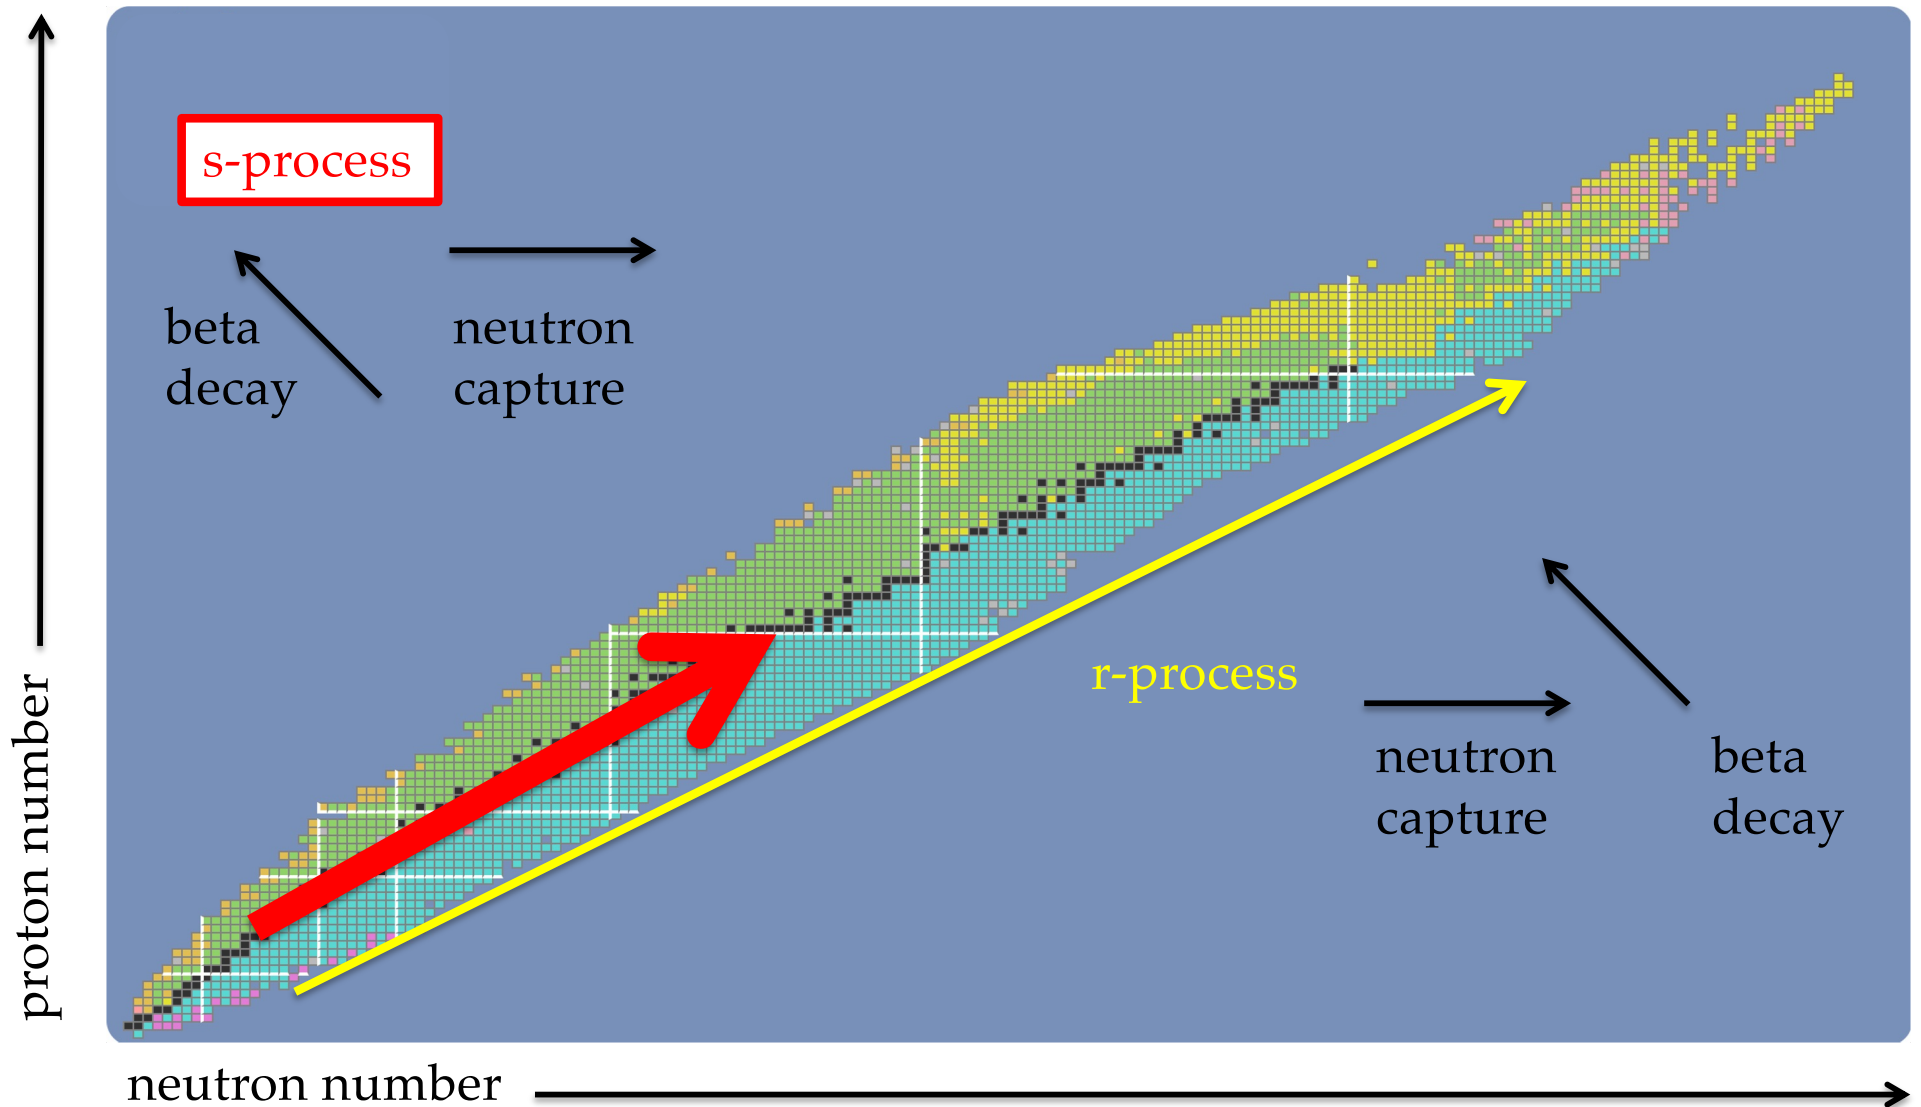 s-process
beta
decay
neutron
capture
r-process
neutron
capture
beta
decay
proton number
neutron number